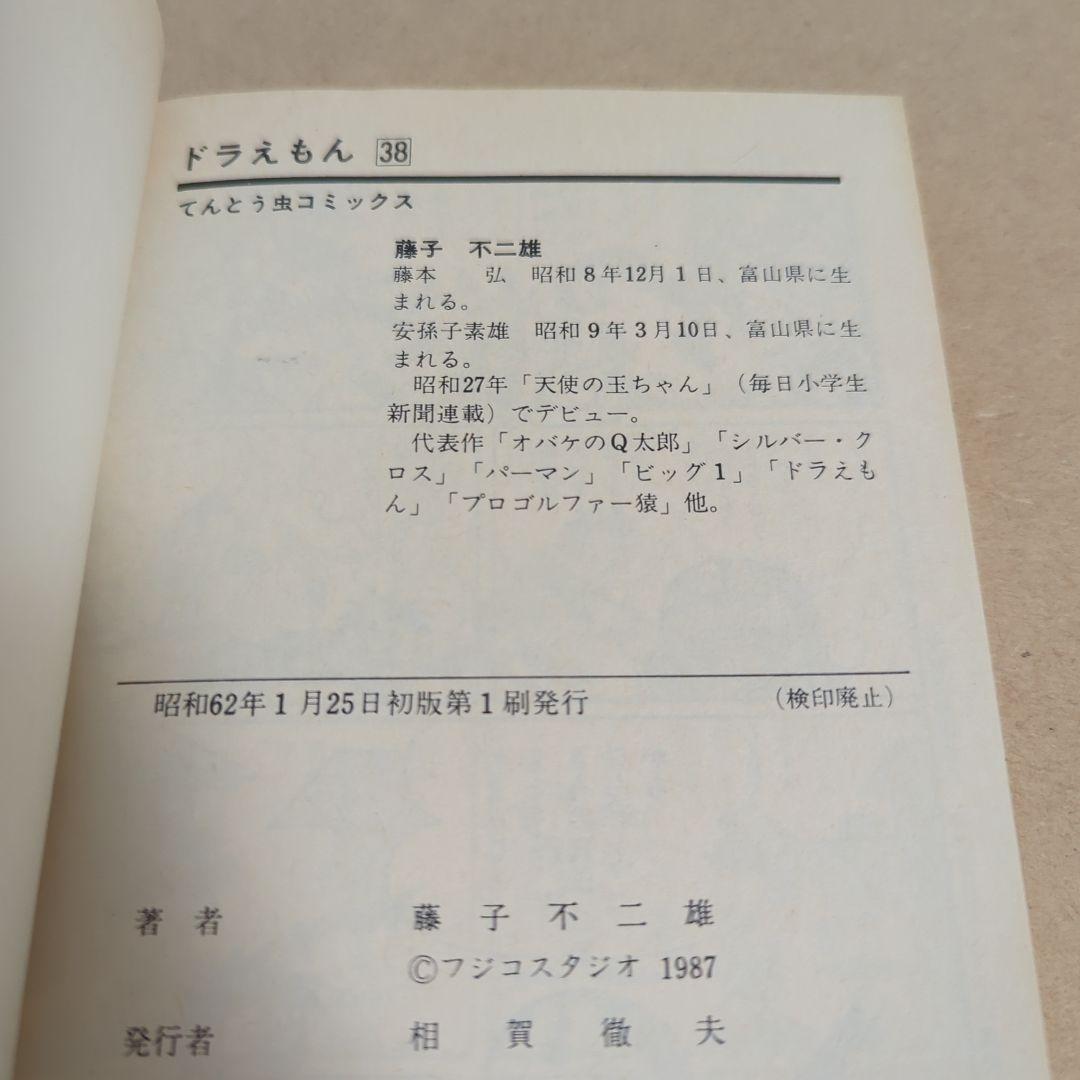 ドラえもん 38
てんとう虫コミックス
藤子 不二雄
藤本 弘 昭和8年12月1日、富山県に生
まれる。
安孫子素雄 昭和9年3月10日、富山県に生
まれる。
昭和27年「天使の玉ちゃん」(毎日小学生
新聞連載)でデビュー。
代表作「オバケのQ太郎」「シルバー・ク
ロス」「パーマン」「ビッグ1」「ドラえも
ん」「プロゴルファー猿」他。
昭和62年1月25日初版第1刷発行 (検印廃止)
著者 藤子不二雄
©フジコスタジオ 1987
発行者 相賀徹夫